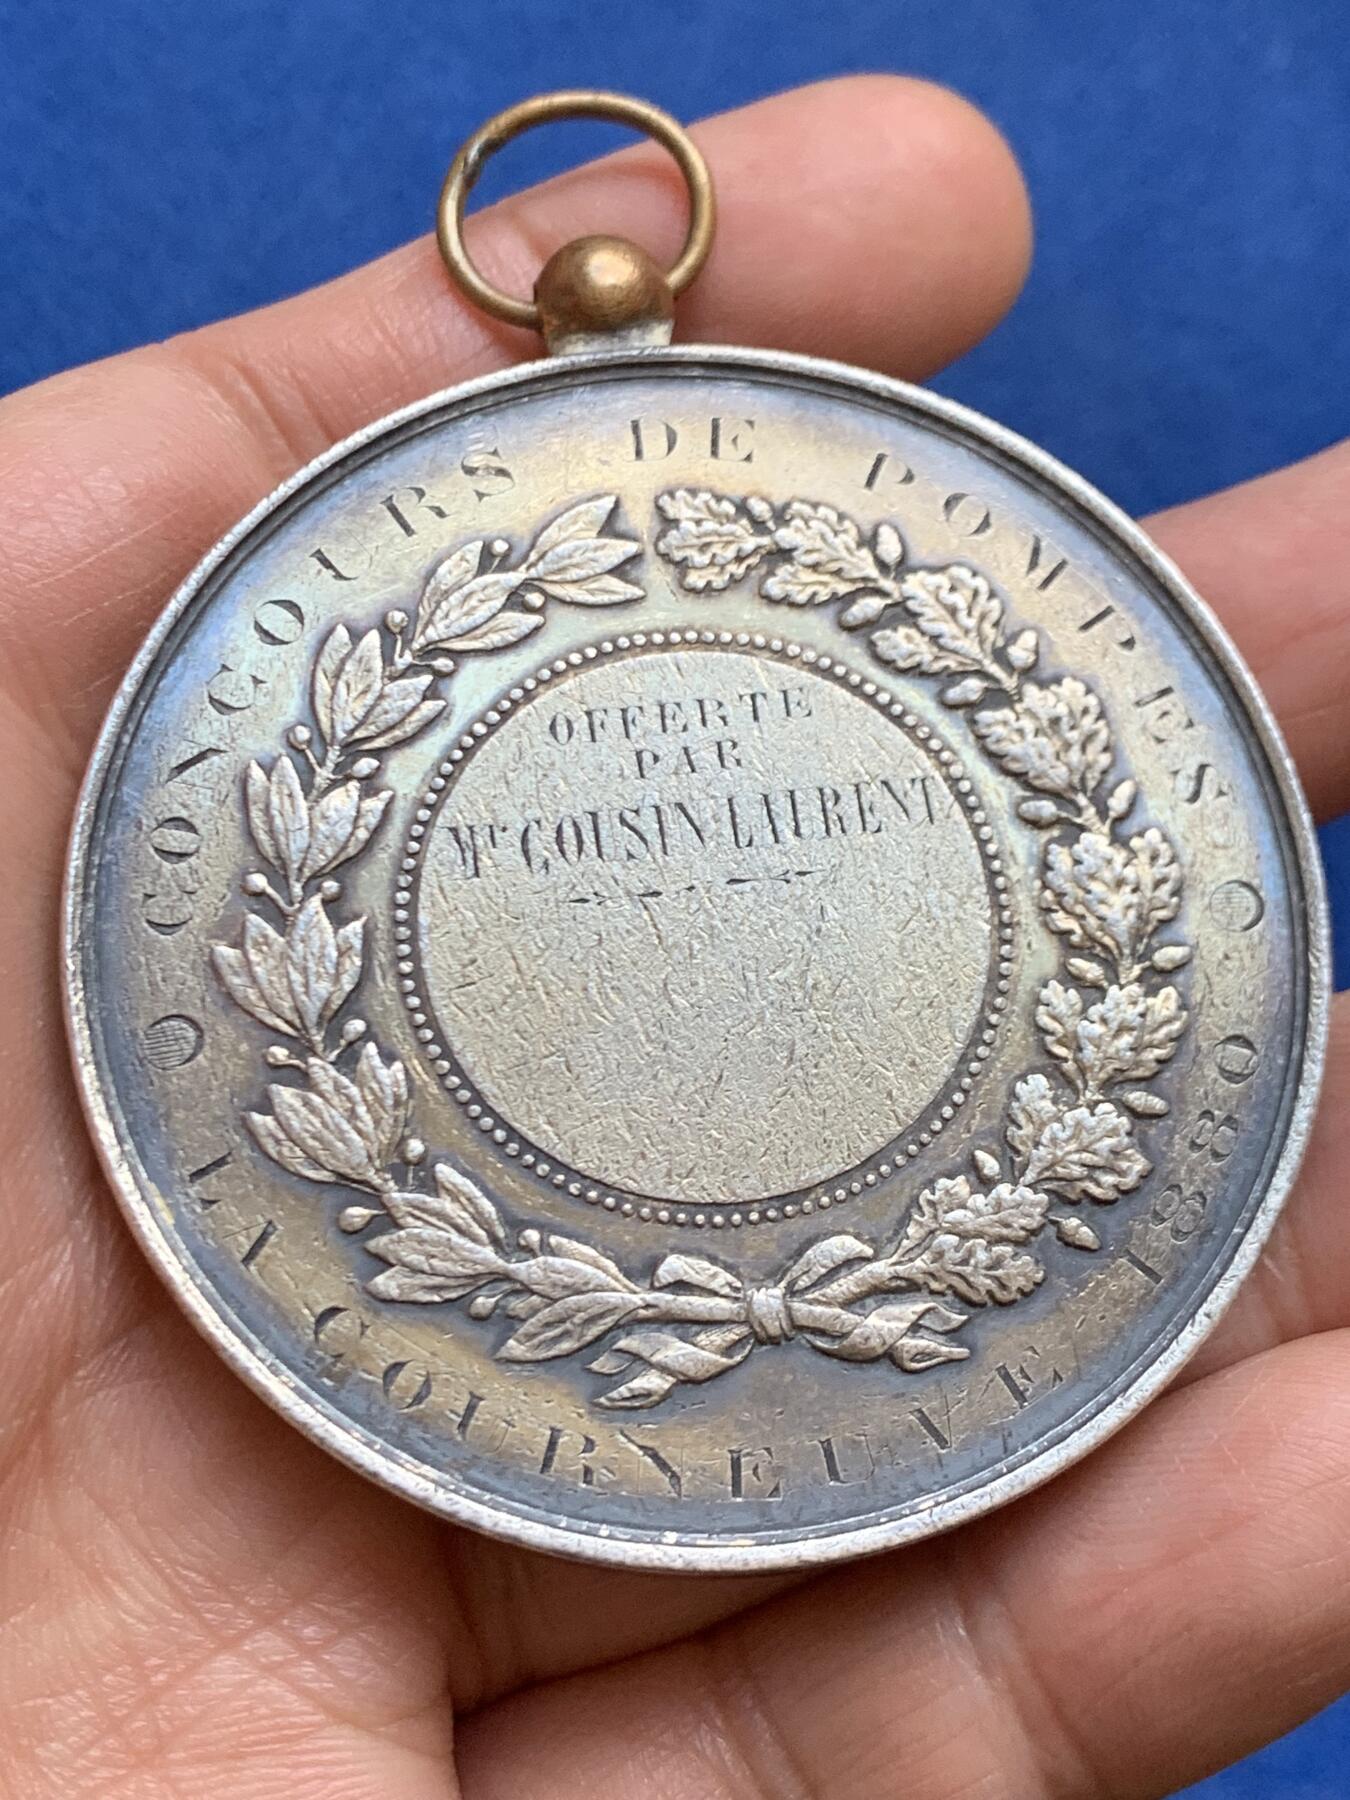 CONCOURS DE POMPES
OFFERTE
PAR
Mr COUSIN-LAURENT
LA COURNEUVE 1880